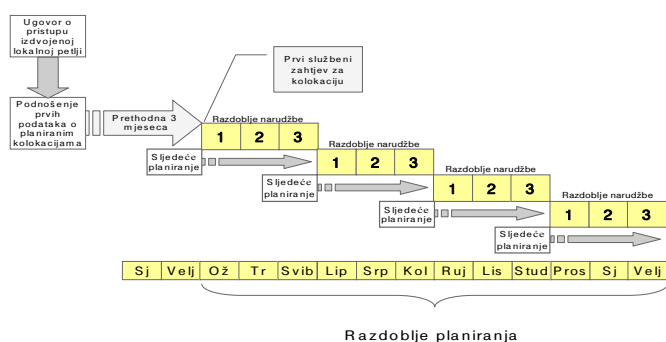 Ugovor o
pristupu
izdvojenoj
lokalnoj petlji
Prvi službeni
zahtjev za
kolokaciju
Podnošenje
prvih
podataka o
planiranim
kolokacijama
Prethodna 3
mjeseca
Razdoblje narudžbe
1 2 3
Sljedeće
planiranje
Razdoblje narudžbe
1 2 3
Sljedeće
planiranje
Razdoblje narudžbe
1 2 3
Sljedeće
planiranje
Razdoblje narudžbe
1 2 3
Sljedeće
planiranje
Sj Velj Ož Tr Svib Lip Srp Kol Ruj Lis Stud Pros Sj Velj
Razdoblje planiranja